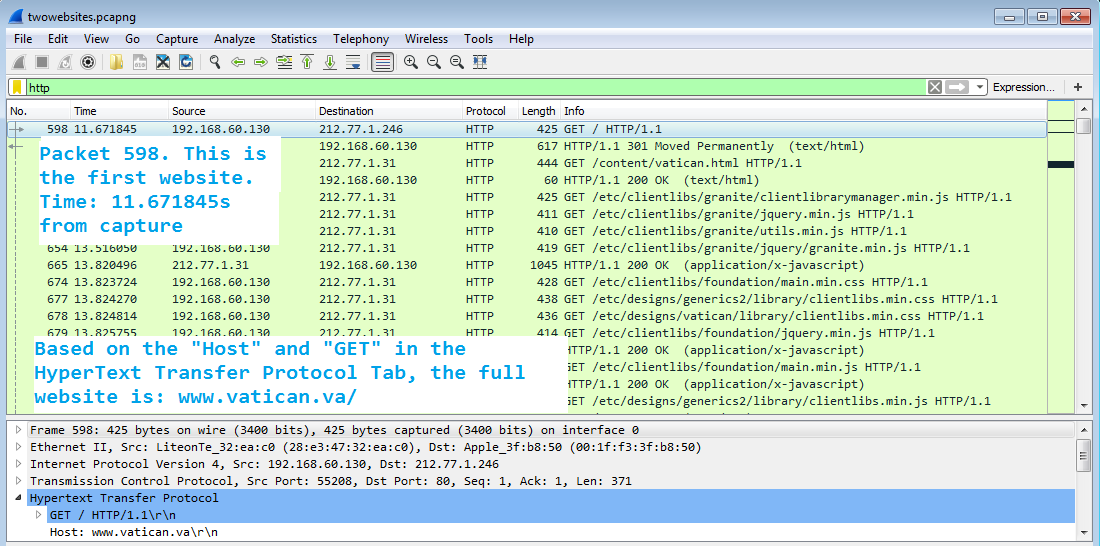 twowebsites.pcapng
File Edit View Go Capture Analyze Statistics Telephony Wireless Tools Help
http
Expression... +
No. Time Source Destination Protocol Length Info
598 11.671845 192.168.60.130 212.77.1.246 HTTP 425 GET / HTTP/1.1
192.168.60.130 HTTP 617 HTTP/1.1 301 Moved Permanently (text/html)
212.77.1.31 HTTP 444 GET /content/vatican.html HTTP/1.1
192.168.60.130 HTTP 60 HTTP/1.1 200 OK (text/html)
212.77.1.31 HTTP 425 GET /etc/clientlibs/granite/clientlibrarymanager.min.js HTTP/1.1
212.77.1.31 HTTP 411 GET /etc/clientlibs/granite/jquery.min.js HTTP/1.1
212.77.1.31 HTTP 410 GET /etc/clientlibs/granite/utils.min.js HTTP/1.1
Packet 598. This is
the first website.
Time: 11.671845s
from capture
654 13.516050 192.168.60.130 212.77.1.31 HTTP 419 GET /etc/clientlibs/granite/jquery/granite.min.js HTTP/1.1
665 13.820496 212.77.1.31 192.168.60.130 HTTP 1045 HTTP/1.1 200 OK (application/x-javascript)
674 13.823724 192.168.60.130 212.77.1.31 HTTP 428 GET /etc/clientlibs/foundation/main.min.css HTTP/1.1
677 13.824270 192.168.60.130 212.77.1.31 HTTP 438 GET /etc/designs/generics2/library/clientlibs.min.css HTTP/1.1
678 13.824814 192.168.60.130 212.77.1.31 HTTP 436 GET /etc/designs/vatican/library/clientlibs.min.css HTTP/1.1
679 13.825755 192.168.60.130 212.77.1.31 HTTP 414 GET /etc/clientlibs/foundation/jquery.min.js HTTP/1.1
HTTP/1.1 200 OK (application/x-javascript)
GET /etc/clientlibs/foundation/main.min.js HTTP/1.1
HTTP/1.1 200 OK (application/x-javascript)
GET /etc/designs/generics2/library/clientlibs.min.js HTTP/1.1
Based on the "Host" and "GET" in the
HyperText Transfer Protocol Tab, the full
website is: www.vatican.va/
Frame 598: 425 bytes on wire (3400 bits), 425 bytes captured (3400 bits) on interface 0
Ethernet II, Src: LiteonTe_32:ea:c0 (28:e3:47:32:ea:c0), Dst: Apple_3f:b8:50 (00:1f:f3:3f:b8:50)
Internet Protocol Version 4, Src: 192.168.60.130, Dst: 212.77.1.246
Transmission Control Protocol, Src Port: 55208, Dst Port: 80, Seq: 1, Ack: 1, Len: 371
Hypertext Transfer Protocol
GET / HTTP/1.1\r\n
Host: www.vatican.va\r\n